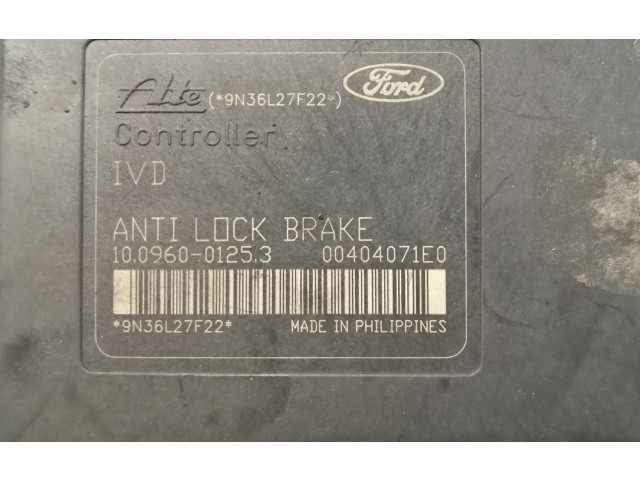 Ate (*9N36L27F22*) Ford
Controller
IVD
ANTI LOCK BRAKE
10.0960-0125.3 00404071E0
*9N36L27F22* MADE IN PHILIPPINES